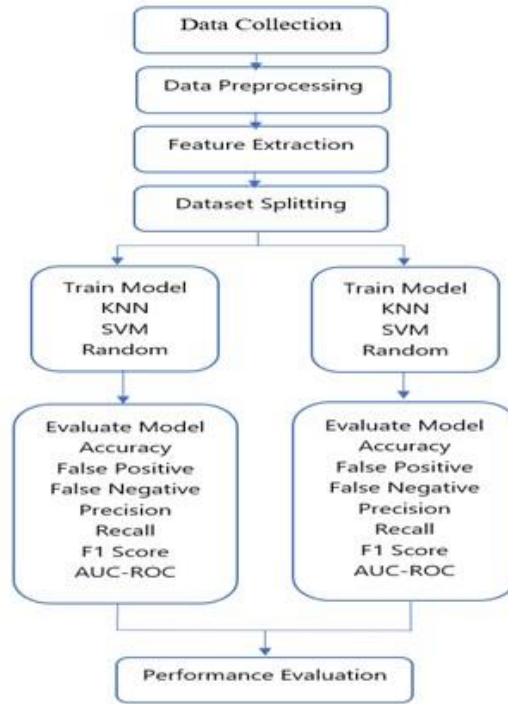 Data Collection
Data Preprocessing
Feature Extraction
Dataset Splitting
Train Model
KNN
SVM
Random
Train Model
KNN
SVM
Random
Evaluate Model
Accuracy
False Positive
False Negative
Precision
Recall
F1 Score
AUC-ROC
Evaluate Model
Accuracy
False Positive
False Negative
Precision
Recall
F1 Score
AUC-ROC
Performance Evaluation